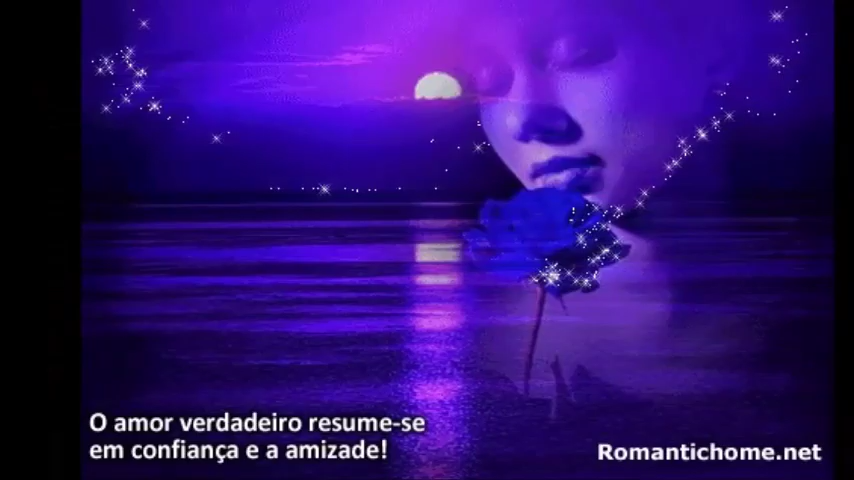 O amor verdadeiro resume-se
em confiança e a amizade!
Romantichome.net